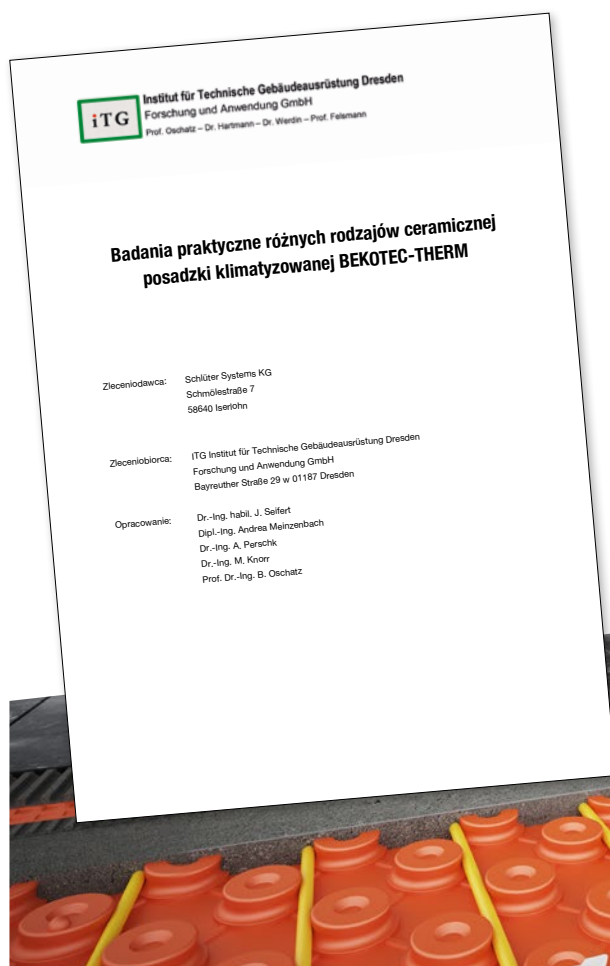 iTG
Institut für Technische Gebäudeausrüstung Dresden
Forschung und Anwendung GmbH
Prof. Oschatz – Dr. Hartmann – Dr. Werdin – Prof. Felsmann
Badania praktyczne różnych rodzajów ceramicznej
posadzki klimatyzowanej BEKOTEC-THERM
Zleceniodawca: Schlüter Systems KG
Schmölestraße 7
58640 Iserlohn
Zleceniobiorca: ITG Institut für Technische Gebäudeausrüstung Dresden
Forschung und Anwendung GmbH
Bayreuther Straße 29 w 01187 Dresden
Opracowanie: Dr.-Ing. habil. J. Seifert
Dipl.-Ing. Andrea Meinzenbach
Dr.-Ing. A. Perschk
Dr.-Ing. M. Knorr
Prof. Dr.-Ing. B. Oschatz